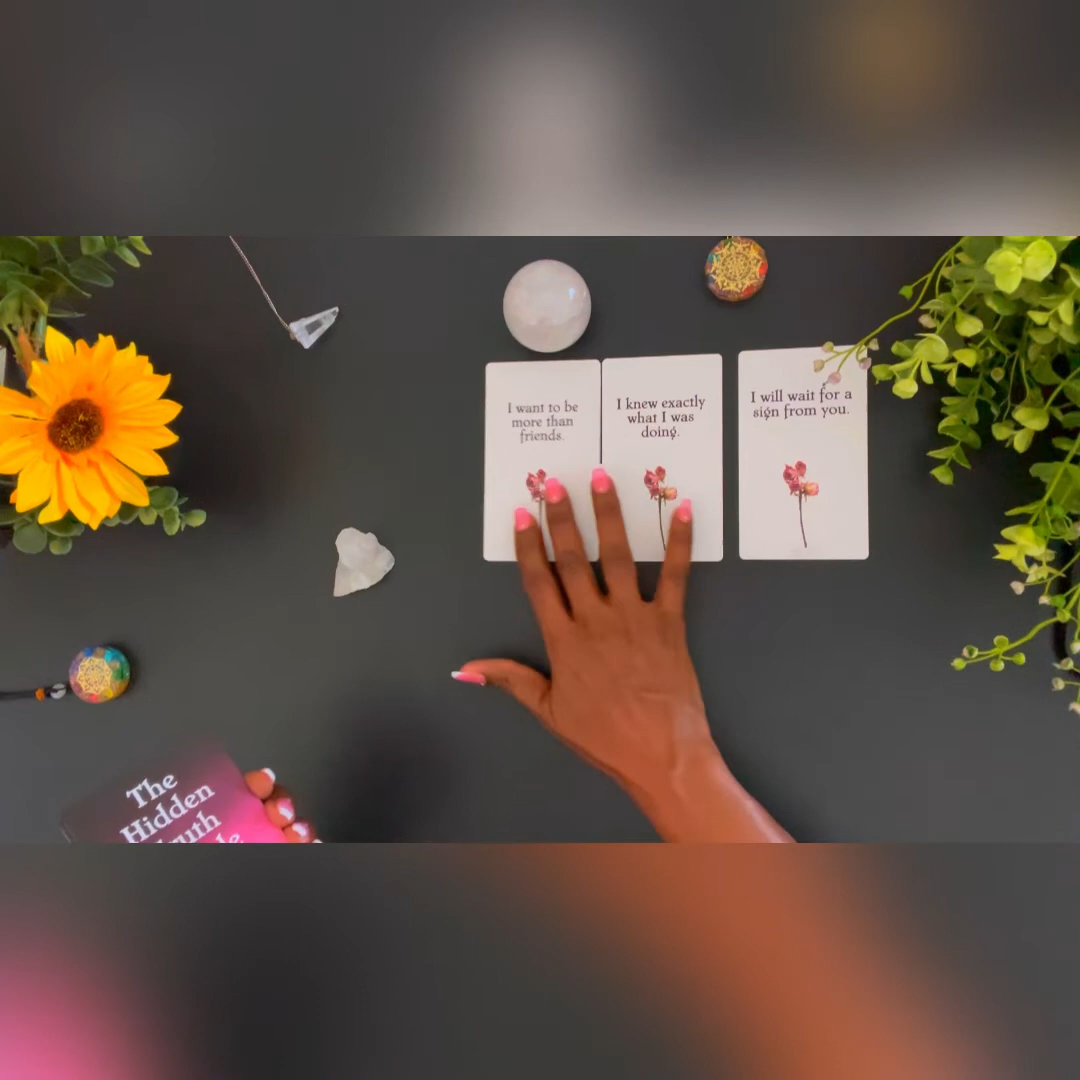 I want to be
more than
friends.
I knew exactly
what I was
doing.
I will wait for a
sign from you.
The
Hidden